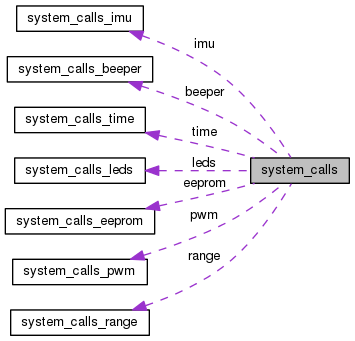 system_calls_imu
imu
system_calls_beeper
beeper
system_calls_time
time
system_calls_leds
leds
system_calls
eeprom
system_calls_eeprom
pwm
system_calls_pwm
range
system_calls_range